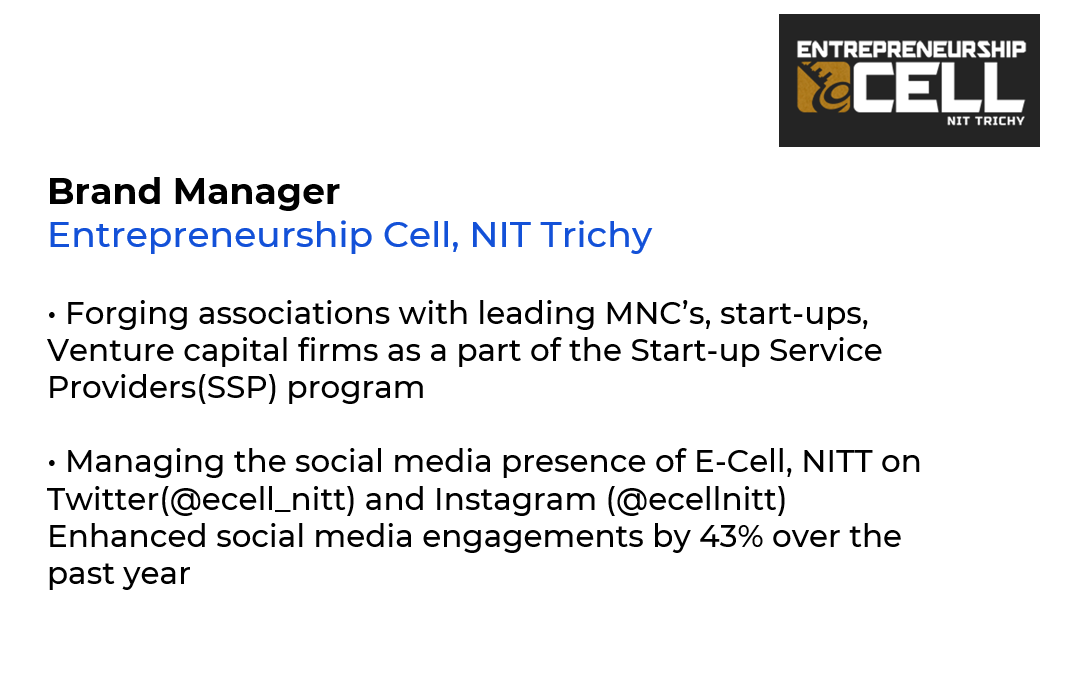 ENTREPRENEURSHIP
CELL
NIT TRICHY
Brand Manager
Entrepreneurship Cell, NIT Trichy
• Forging associations with leading MNC’s, start-ups,
Venture capital firms as a part of the Start-up Service
Providers(SSP) program
• Managing the social media presence of E-Cell, NITT on
Twitter(@ecell_nitt) and Instagram (@ecellnitt)
Enhanced social media engagements by 43% over the
past year